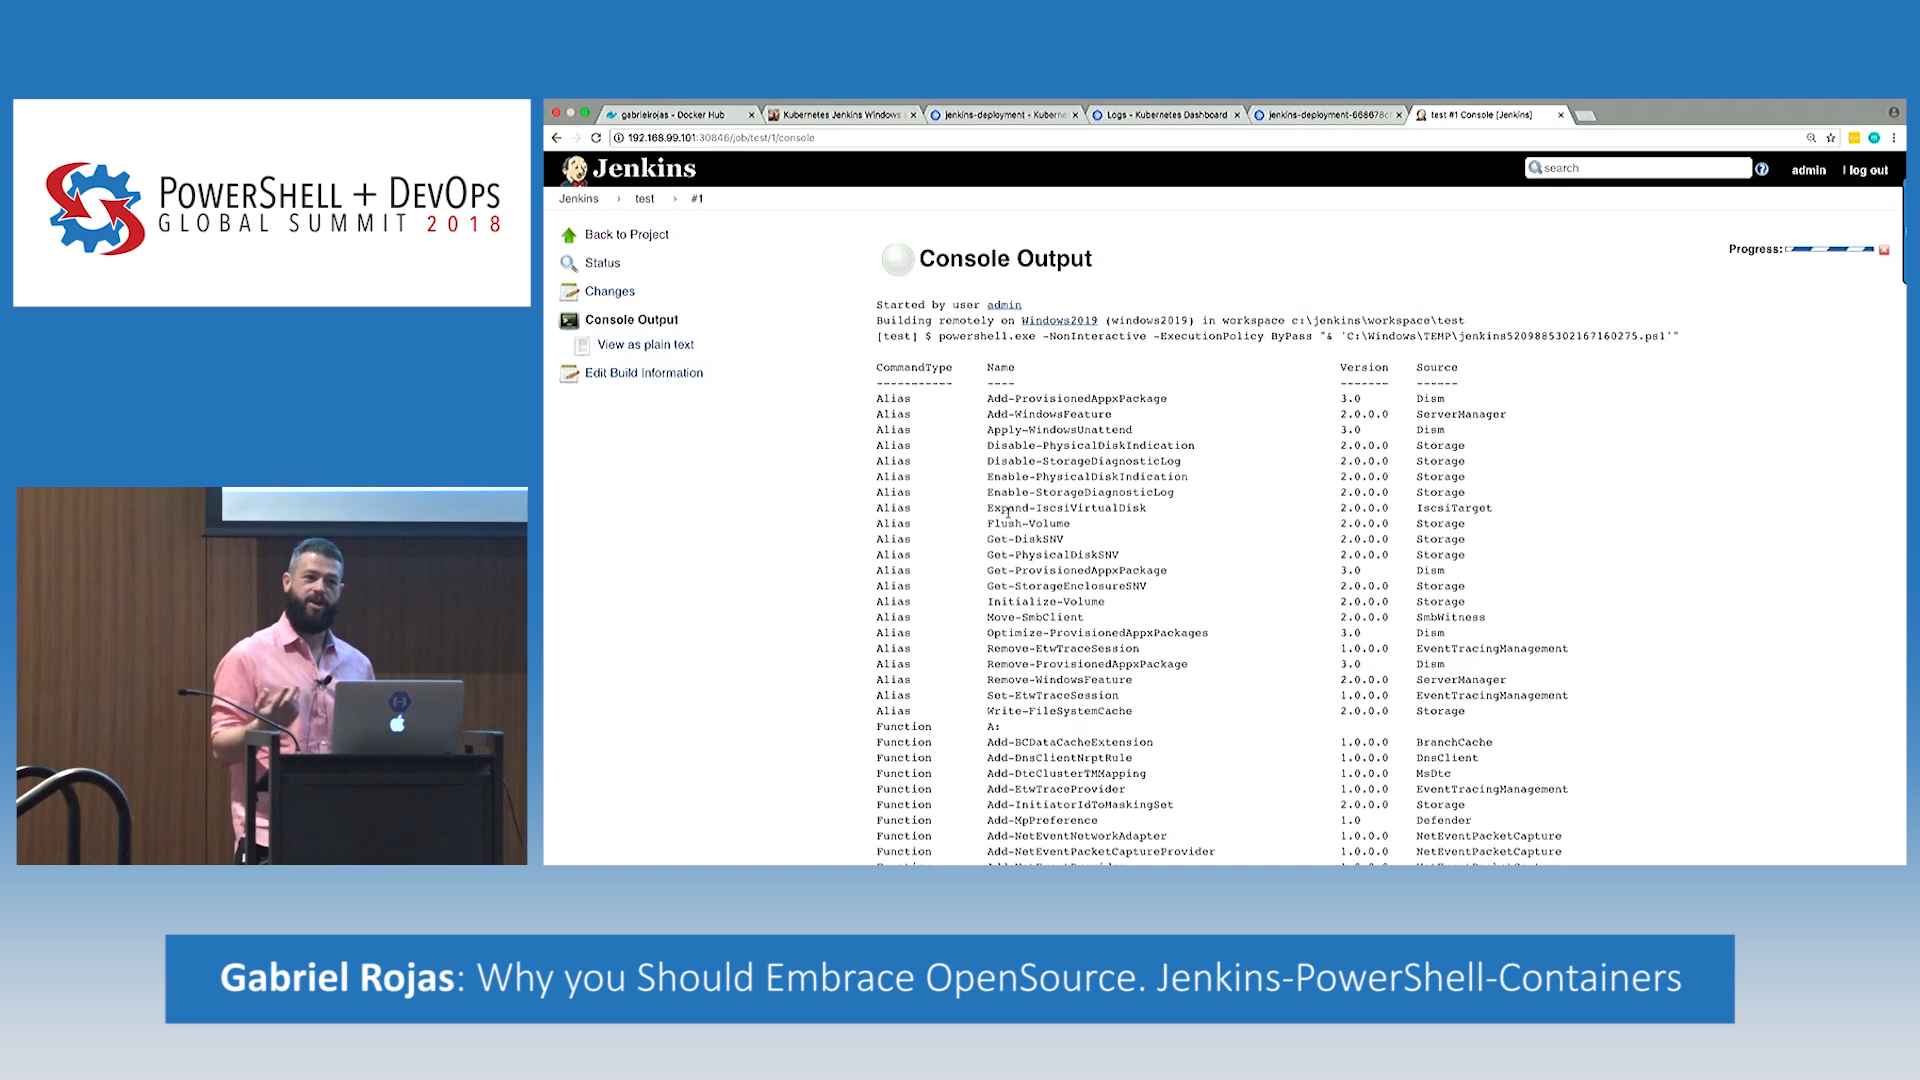 POWERSHELL + DEVOPS
GLOBAL SUMMIT 2018
gabrielrojas - Docker Hub
Kubernetes Jenkins Windows
jenkins-deployment - Kuberne
Logs - Kubernetes Dashboard
jenkins-deployment-668678c
test #1 Console [Jenkins]
192.168.99.101:30846/job/test/1/console
Jenkins
search
admin
log out
Jenkins
test
#1
Back to Project
Status
Changes
Console Output
View as plain text
Edit Build Information
Console Output
Progress:
Started by user admin
Building remotely on Windows2019 (windows2019) in workspace c:\jenkins\workspace\test
[test] $ powershell.exe -NonInteractive -ExecutionPolicy ByPass "& 'C:\Windows\TEMP\jenkins5209885302167160275.ps1'"
CommandType Name Version Source
----------- ---- ------- ------
Alias Add-ProvisionedAppxPackage 3.0 Dism
Alias Add-WindowsFeature 2.0.0.0 ServerManager
Alias Apply-WindowsUnattend 3.0 Dism
Alias Disable-PhysicalDiskIndication 2.0.0.0 Storage
Alias Disable-StorageDiagnosticLog 2.0.0.0 Storage
Alias Enable-PhysicalDiskIndication 2.0.0.0 Storage
Alias Enable-StorageDiagnosticLog 2.0.0.0 Storage
Alias Expand-IscsiVirtualDisk 2.0.0.0 IscsiTarget
Alias Flush-Volume 2.0.0.0 Storage
Alias Get-DiskSNV 2.0.0.0 Storage
Alias Get-PhysicalDiskSNV 2.0.0.0 Storage
Alias Get-ProvisionedAppxPackage 3.0 Dism
Alias Get-StorageEnclosureSNV 2.0.0.0 Storage
Alias Initialize-Volume 2.0.0.0 Storage
Alias Move-SmbClient 2.0.0.0 SmbWitness
Alias Optimize-ProvisionedAppxPackages 3.0 Dism
Alias Remove-EtwTraceSession 1.0.0.0 EventTracingManagement
Alias Remove-ProvisionedAppxPackage 3.0 Dism
Alias Remove-WindowsFeature 2.0.0.0 ServerManager
Alias Set-EtwTraceSession 1.0.0.0 EventTracingManagement
Alias Write-FileSystemCache 2.0.0.0 Storage
Function A:
Function Add-BCDataCacheExtension 1.0.0.0 BranchCache
Function Add-DnsClientNrptRule 1.0.0.0 DnsClient
Function Add-DtcClusterTMMapping 1.0.0.0 MsDtc
Function Add-EtwTraceProvider 1.0.0.0 EventTracingManagement
Function Add-InitiatorIdToMaskingSet 2.0.0.0 Storage
Function Add-MpPreference 1.0 Defender
Function Add-NetEventNetworkAdapter 1.0.0.0 NetEventPacketCapture
Function Add-NetEventPacketCaptureProvider 1.0.0.0 NetEventPacketCapture
Gabriel Rojas: Why you Should Embrace OpenSource. Jenkins-PowerShell-Containers